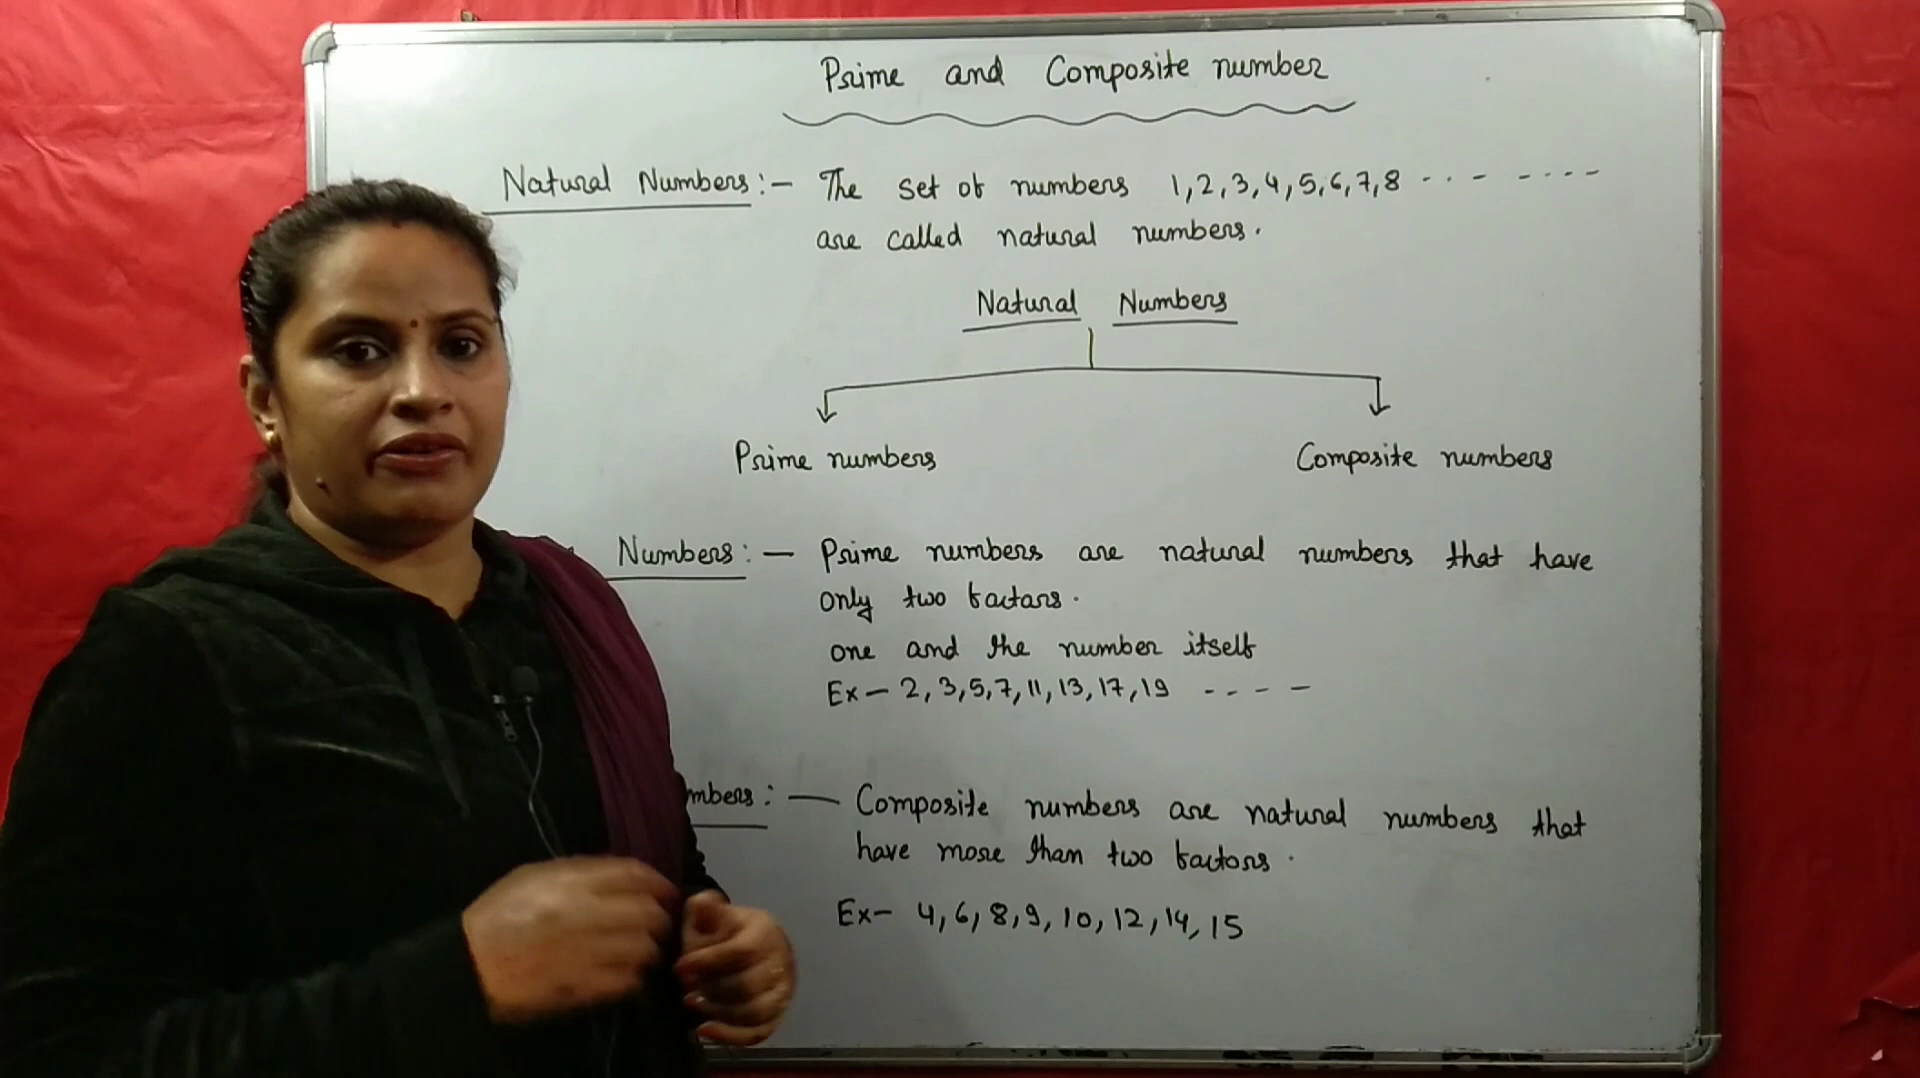 Prime and Composite number
Natural Numbers :- The set of numbers 1,2,3,4,5,6,7,8 ... - - ....
are called natural numbers.
Natural Numbers
Prime numbers Composite numbers
Numbers : - Prime numbers are natural numbers that have
only two factors.
one and the number itself
Ex - 2, 3, 5, 7, 11, 13, 17, 19 - - - -
mbers : - Composite numbers are natural numbers that
have more than two factors.
Ex- 4, 6, 8, 9, 10, 12, 14, 15